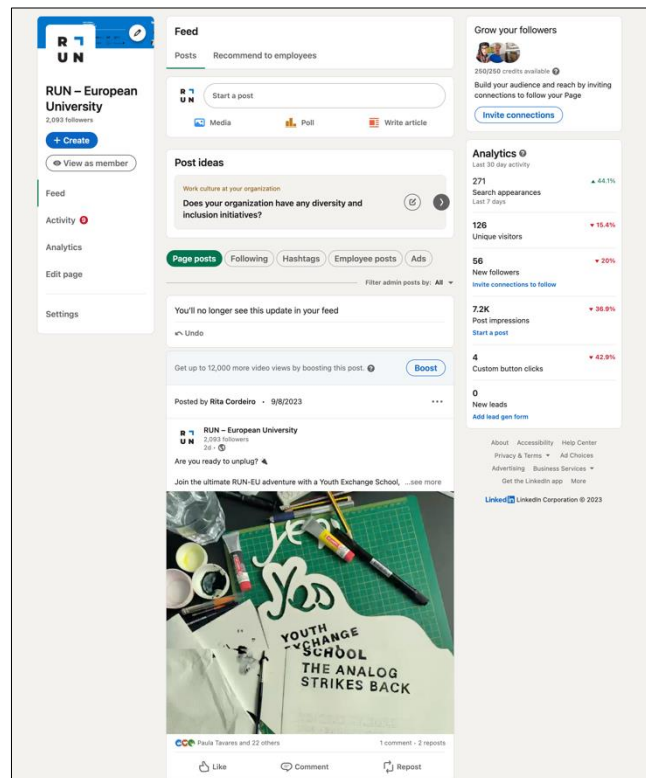 R
U N
RUN – European
University
2,093 followers
+ Create
View as member
Feed
Activity 9
Analytics
Edit page
Settings
Feed
Posts Recommend to employees
R
U N
Start a post
Media Poll Write article
Post ideas
Work culture at your organization
Does your organization have any diversity and
inclusion initiatives?
Page posts Following Hashtags Employee posts Ads
Filter admin posts by: All
You'll no longer see this update in your feed
Undo
Get up to 12,000 more video views by boosting this post. Boost
Posted by Rita Cordeiro • 9/8/2023
R
U N
RUN – European University
2,093 followers
2d •
Are you ready to unplug?
Join the ultimate RUN-EU adventure with a Youth Exchange School, ...see more
yes
yes
YOUTH
EXCHANGE
SCHOOL
THE ANALOG
STRIKES BACK
Paula Tavares and 22 others 1 comment • 2 reposts
Like Comment Repost
Grow your followers
250/250 credits available
Build your audience and reach by inviting
connections to follow your Page
Invite connections
Analytics
Last 30 day activity
271 44.1%
Search appearances
Last 7 days
126 15.4%
Unique visitors
56 20%
New followers
Invite connections to follow
7.2K 36.9%
Post impressions
Start a post
4 42.9%
Custom button clicks
0
New leads
Add lead gen form
About Accessibility Help Center
Privacy & Terms Ad Choices
Advertising Business Services
Get the LinkedIn app More
LinkedIn LinkedIn Corporation © 2023